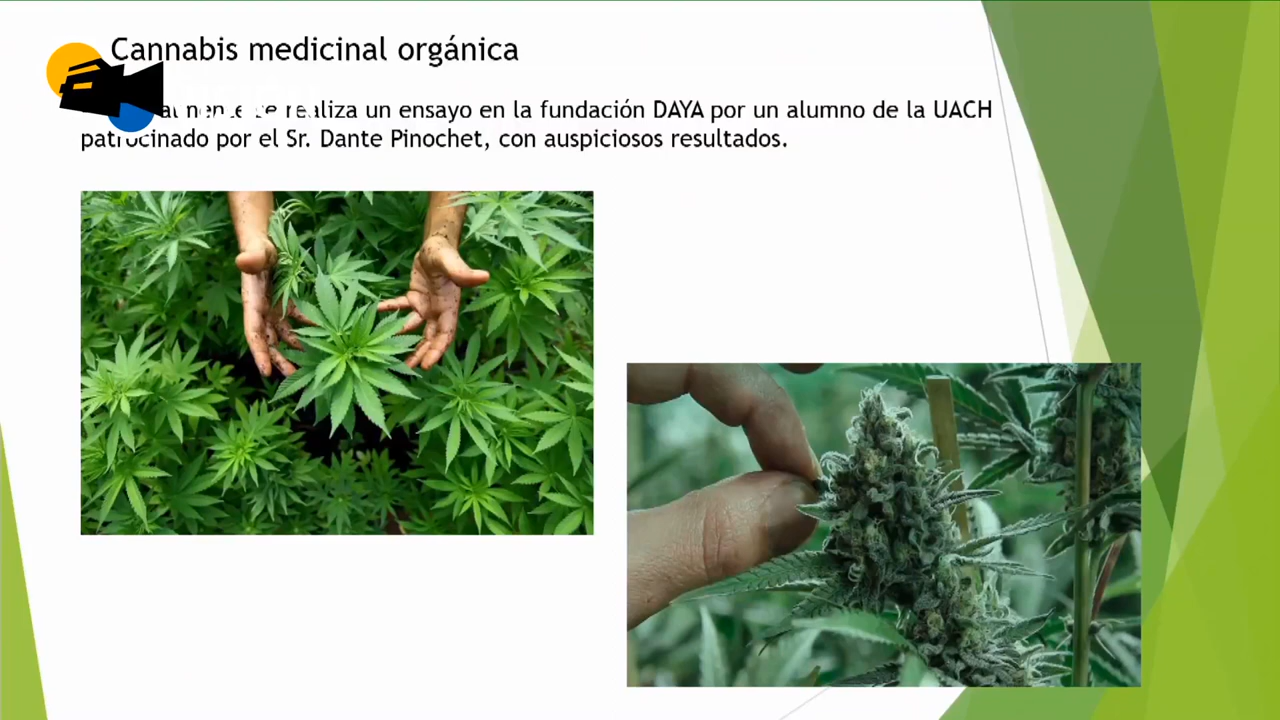 Cannabis medicinal orgánica
se realiza un ensayo en la fundación DAYA por un alumno de la UACH
patrocinado por el Sr. Dante Pinochet, con auspiciosos resultados.